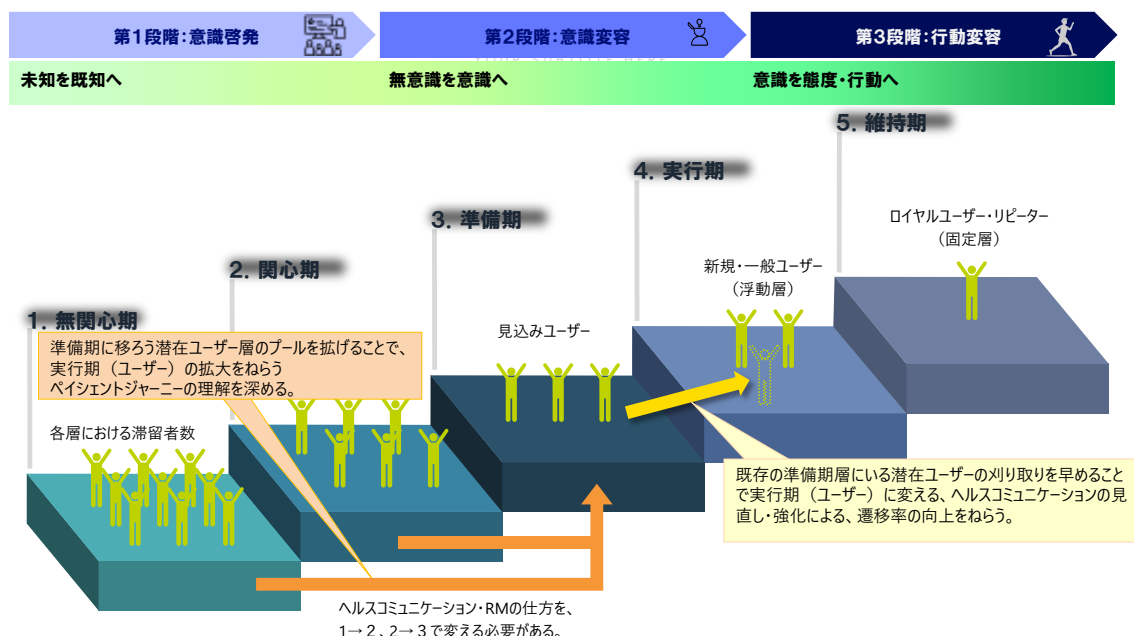 第1段階：意識啓発
第2段階：意識変容
第3段階：行動変容
未知を既知へ
無意識を意識へ
意識を態度・行動へ
5. 維持期
4. 実行期
3. 準備期
2. 関心期
1. 無関心期
ロイヤルユーザー・リピーター
（固定層）
新規・一般ユーザー
（浮動層）
見込みユーザー
準備期に移ろう潜在ユーザー層のプールを拡げることで、
実行期（ユーザー）の拡大をねらう
ペイシェントジャーニーの理解を深める。
各層における滞留者数
既存の準備期層にいる潜在ユーザーの刈り取りを早めること
で実行期（ユーザー）に変える、ヘルスコミュニケーションの見
直し・強化による、遷移率の向上をねらう。
ヘルスコミュニケーション・RMの仕方を、
1→２、2→３で変える必要がある。